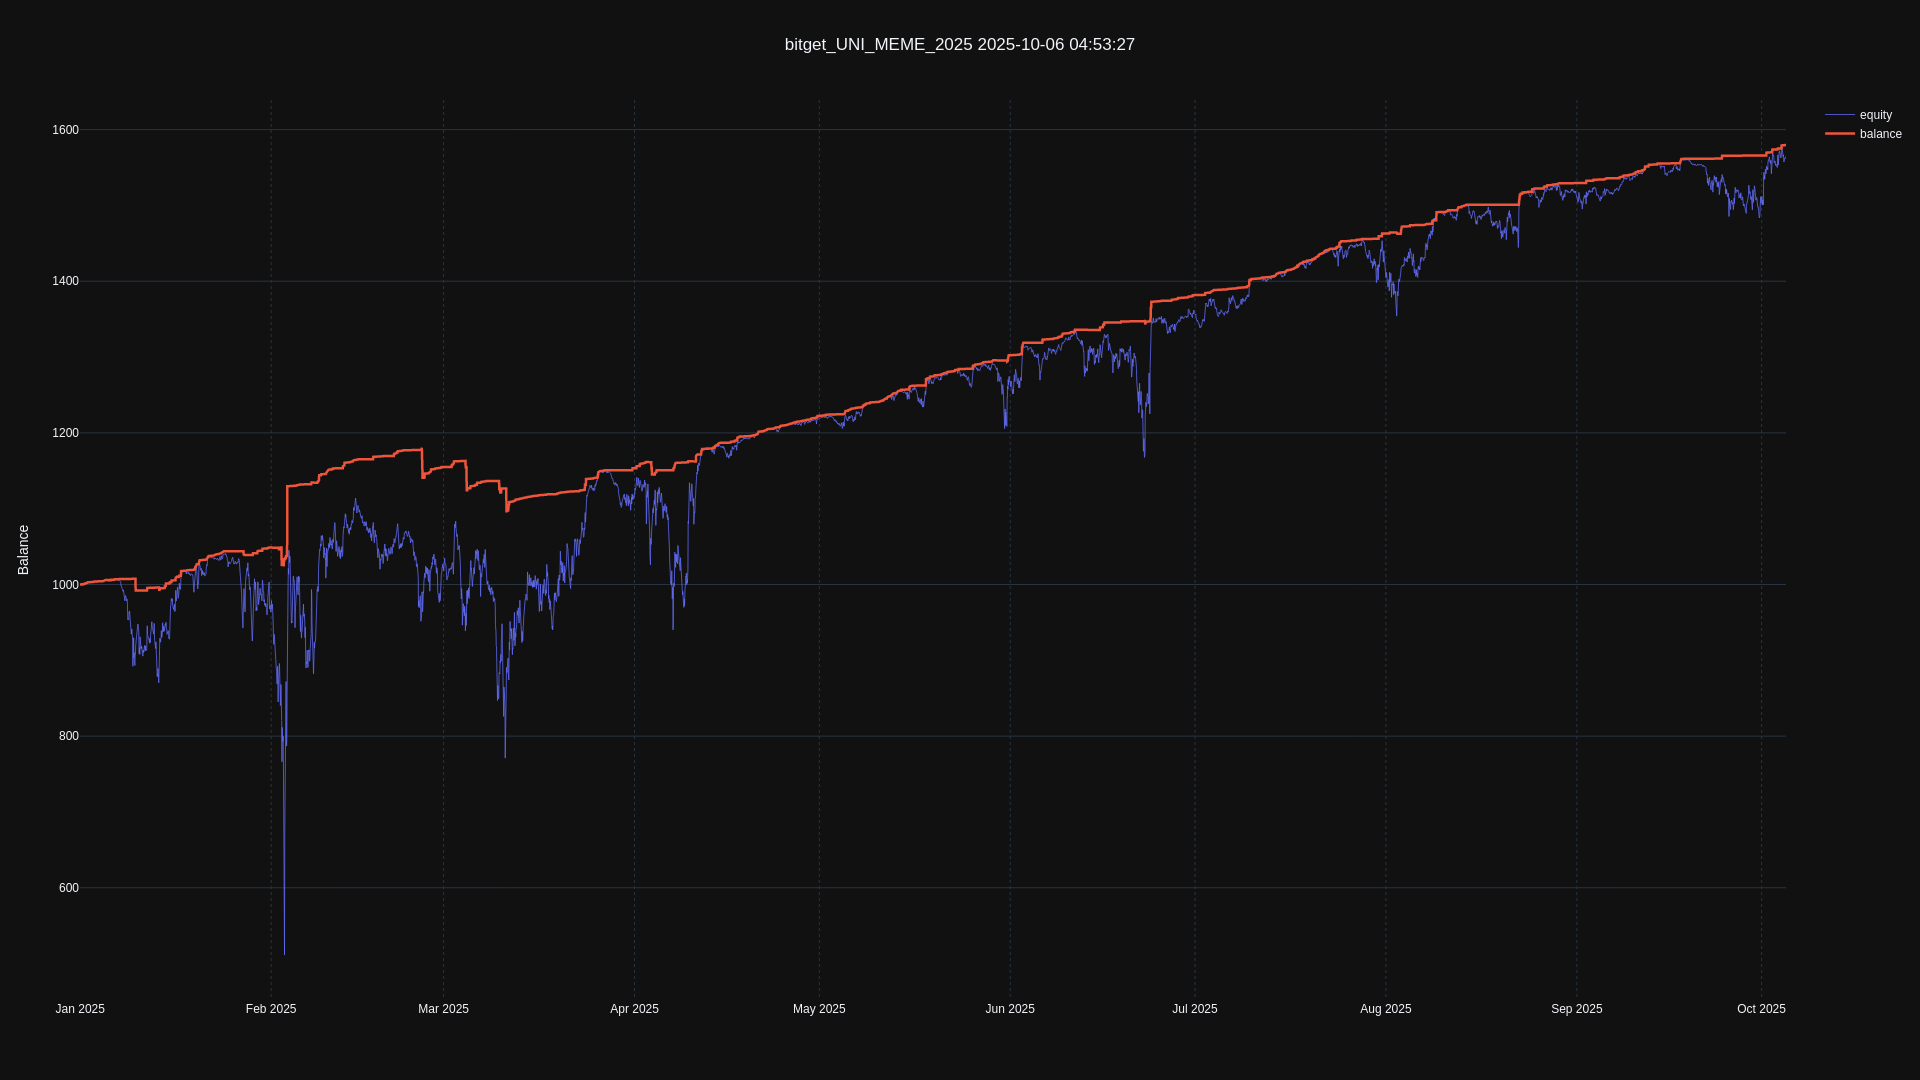 bitget_UNI_MEME_2025 2025-10-06 04:53:27
equity
balance
1600
1400
1200
1000
800
600
Balance
Jan 2025
Feb 2025
Mar 2025
Apr 2025
May 2025
Jun 2025
Jul 2025
Aug 2025
Sep 2025
Oct 2025